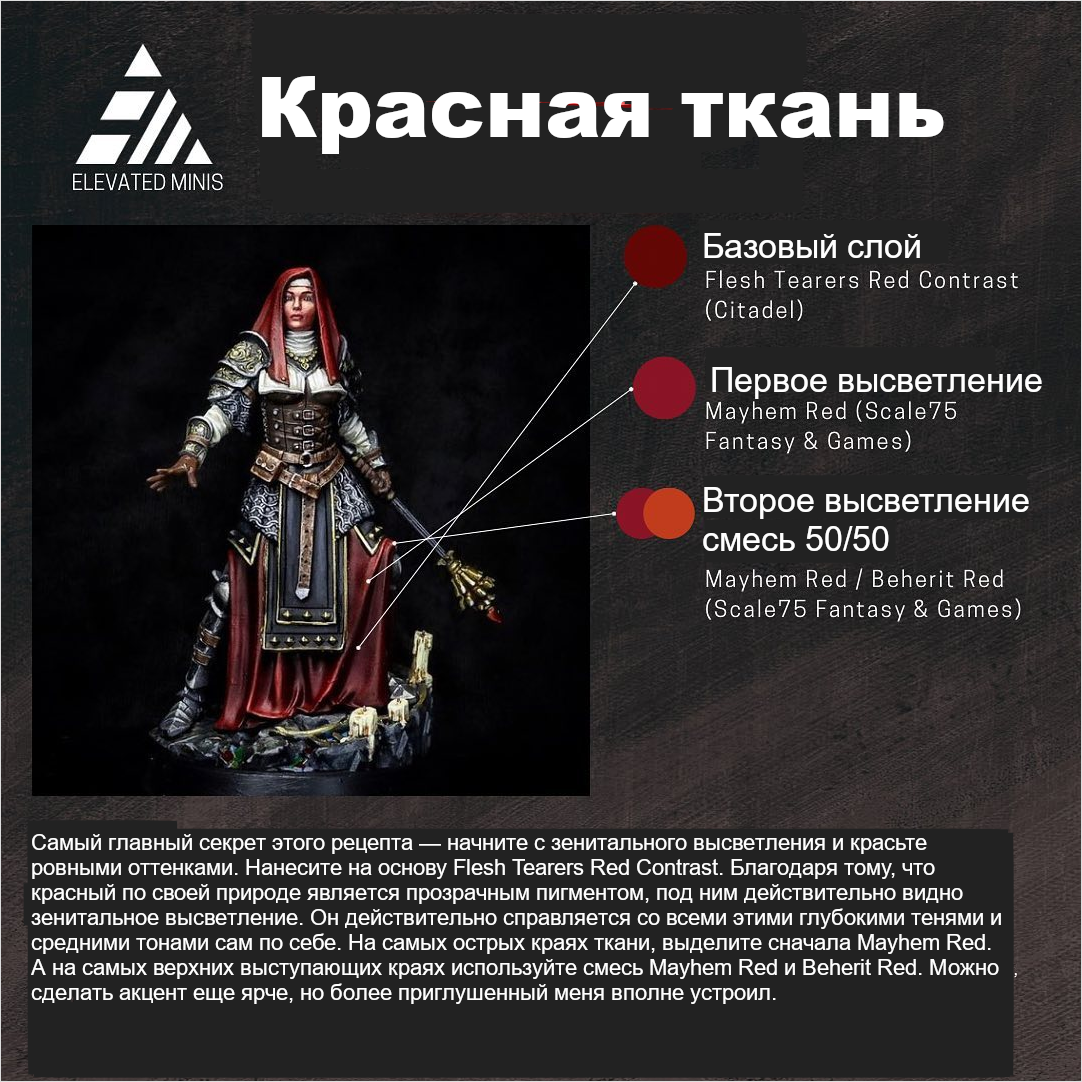 Красная ткань
ELEVATED MINIS
Базовый слой
Flesh Tearers Red Contrast
(Citadel)
Первое высветление
Mayhem Red (Scale75
Fantasy & Games)
Второе высветление
смесь 50/50
Mayhem Red / Beherit Red
(Scale75 Fantasy & Games)
Самый главный секрет этого рецепта — начните с зенитального высветления и красьте
ровными оттенками. Нанесите на основу Flesh Tearers Red Contrast. Благодаря тому, что
красный по своей природе является прозрачным пигментом, под ним действительно видно
зенитальное высветление. Он действительно справляется со всеми этими глубокими тенями и
средними тонами сам по себе. На самых острых краях ткани, выделите сначала Mayhem Red.
А на самых верхних выступающих краях используйте смесь Mayhem Red и Beherit Red. Можно
сделать акцент еще ярче, но более приглушенный меня вполне устроил.